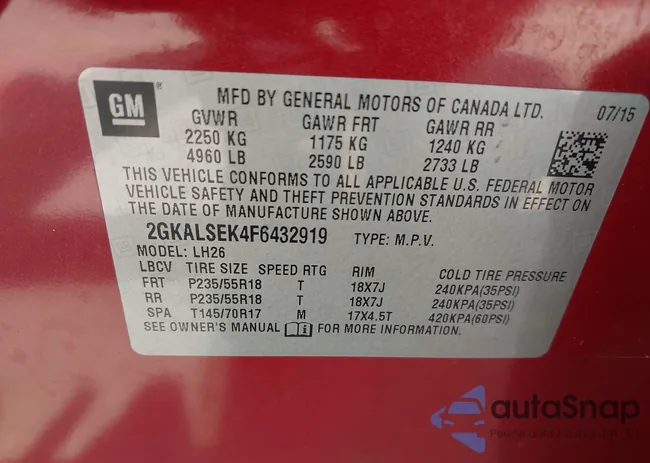 GM
MFD BY GENERAL MOTORS OF CANADA LTD. 07/15
GVWR GAWR FRT GAWR RR
2250 KG 1175 KG 1240 KG
4960 LB 2590 LB 2733 LB
THIS VEHICLE CONFORMS TO ALL APPLICABLE U.S. FEDERAL MOTOR
VEHICLE SAFETY AND THEFT PREVENTION STANDARDS IN EFFECT ON
THE DATE OF MANUFACTURE SHOWN ABOVE.
2GKALSEK4F6432919 TYPE: M.P.V.
MODEL: LH26
LBCV TIRE SIZE SPEED RTG RIM COLD TIRE PRESSURE
FRT P235/55R18 T 18X7J 240KPA(35PSI)
RR P235/55R18 T 18X7J 240KPA(35PSI)
SPA T145/70R17 M 17X4.5T 420KPA(60PSI)
SEE OWNER'S MANUAL FOR MORE INFORMATION.
autaSnap